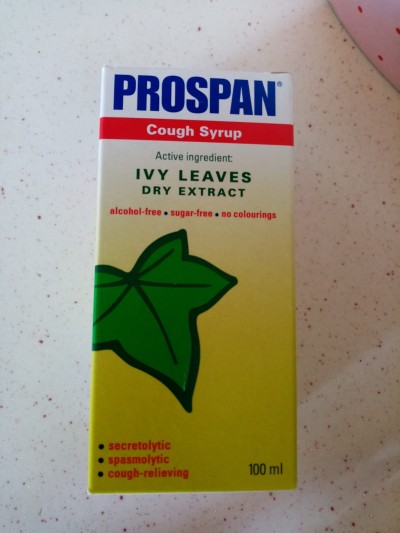 PROSPAN®
Cough Syrup
Active ingredient:
IVY LEAVES
DRY EXTRACT
alcohol-free • sugar-free • no colourings
• secretolytic
• spasmolytic
• cough-relieving
100 ml